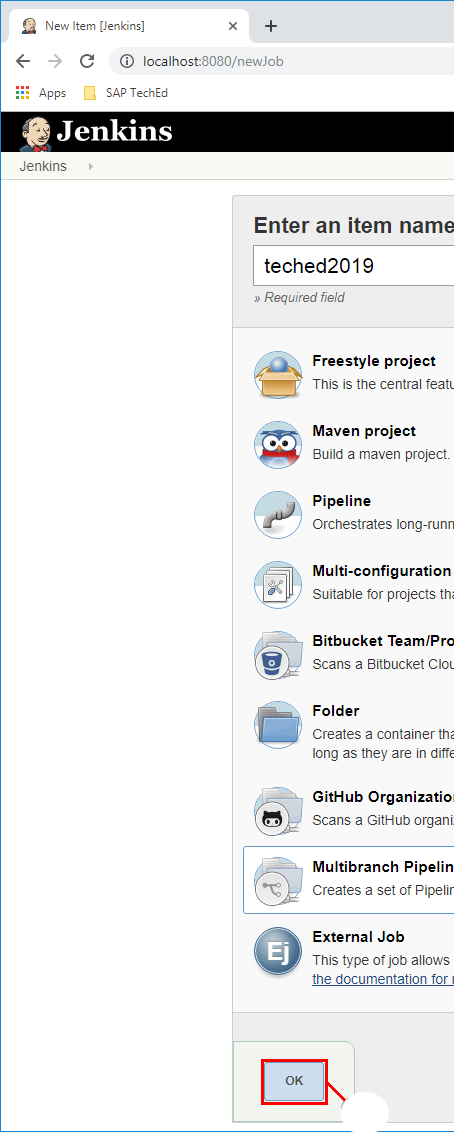 New Item [Jenkins]
localhost:8080/newJob
Apps SAP TechEd
Jenkins
Jenkins
Enter an item name
teched2019
» Required field
Freestyle project
This is the central featu
Maven project
Build a maven project.
Pipeline
Orchestrates long-runn
Multi-configuration
Suitable for projects tha
Bitbucket Team/Pro
Scans a Bitbucket Clou
Folder
Creates a container tha
long as they are in diffe
GitHub Organization
Scans a GitHub organiz
Multibranch Pipelin
Creates a set of Pipelin
Ej
External Job
This type of job allows
the documentation for
OK